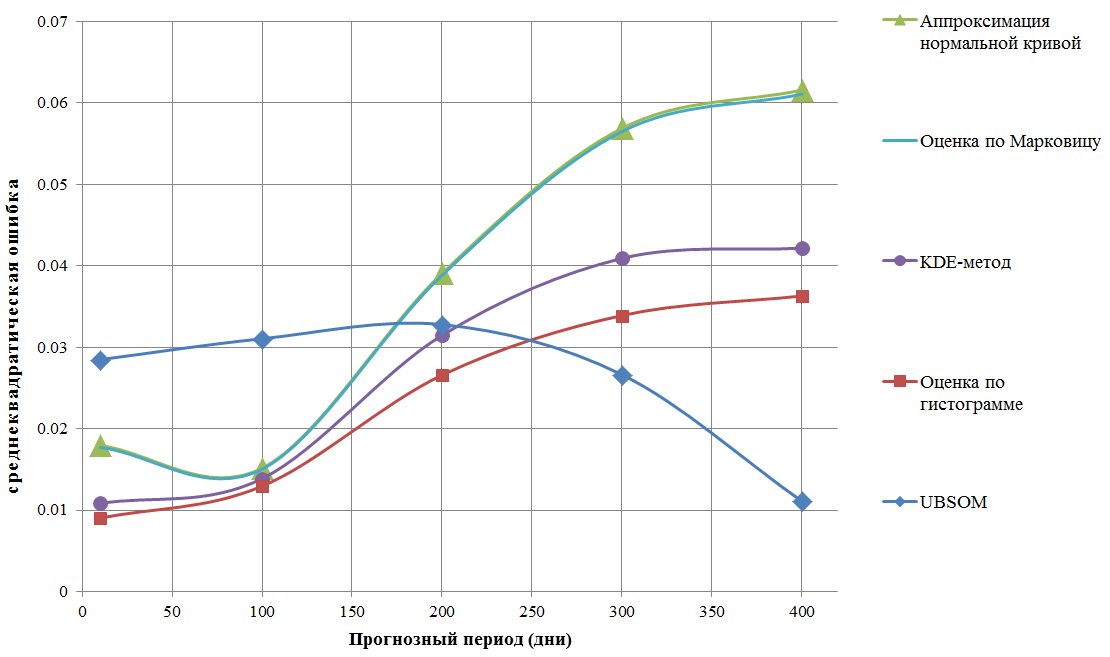 0.07
0.06
0.05
0.04
0.03
0.02
0.01
0
среднеквадратическая ошибка
0 50 100 150 200 250 300 350 400
Прогнозный период (дни)
Аппроксимация
нормальной кривой
Оценка по Марковицу
KDE-метод
Оценка по
гистограмме
UBSOM